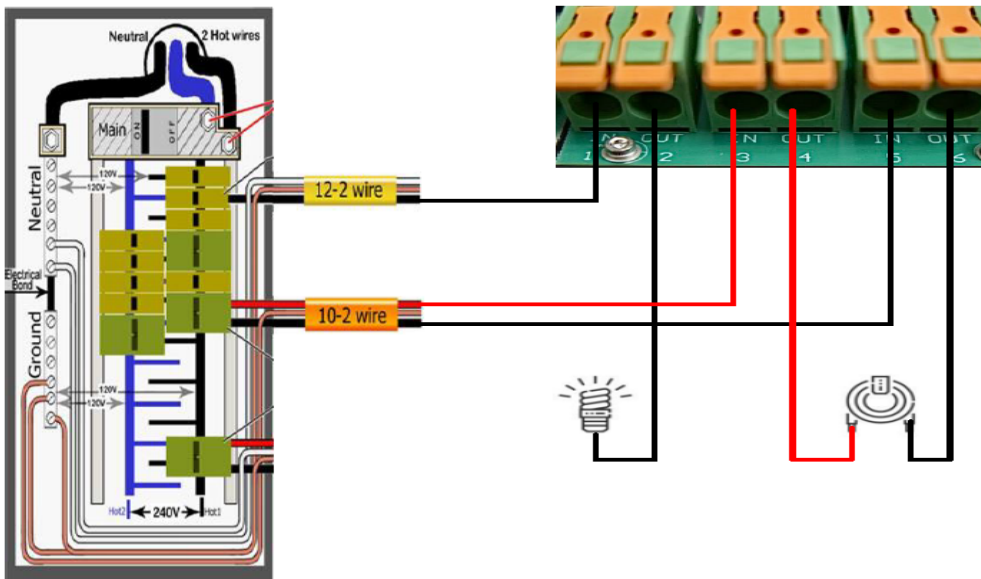 Neutral
2 Hot wires
Main
ON
OFF
120V
120V
Neutral
12-2 wire
Electrical
Bond
10-2 wire
Ground
120V
120V
Hot2
240V
Hot1
IN OUT IN OUT IN OUT
1 2 3 4 5 6